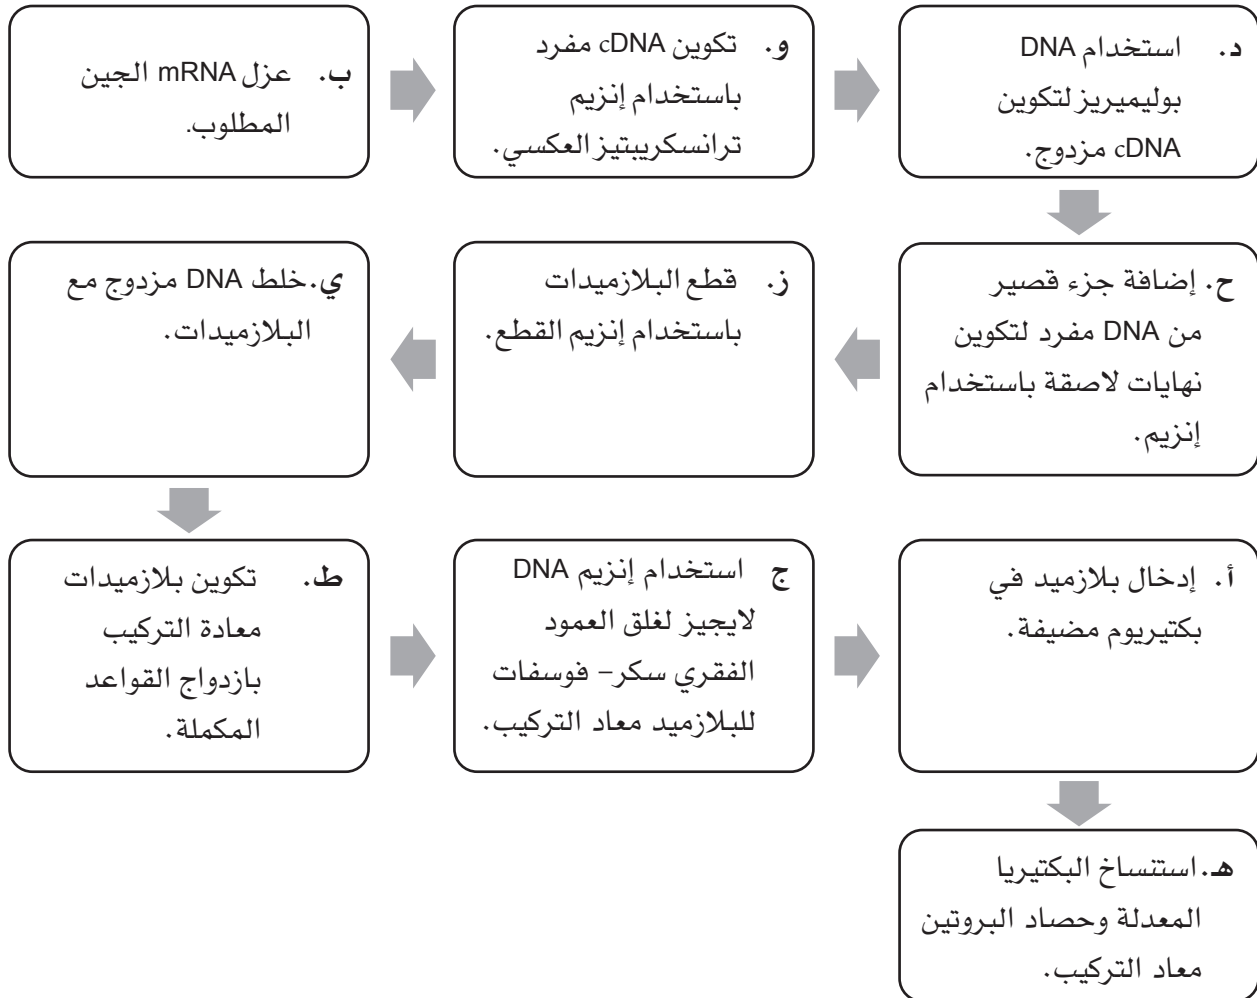 ب. عزل mRNA الجين
المطلوب.
و. تكوين cDNA مفرد
باستخدام إنزيم
ترانسكريبتيز العكسي.
د. استخدام DNA
بوليميريز لتكوين
cDNA مزدوج.
ح. إضافة جزء قصير
من DNA مفرد لتكوين
نهايات لاصقة باستخدام
إنزيم.
ز. قطع البلازميدات
باستخدام إنزيم القطع.
ي. خلط DNA مزدوج مع
البلازميدات.
ط. تكوين بلازميدات
معادة التركيب
بازدواج القواعد
المكملة.
ج استخدام إنزيم DNA
لايجيز لغلق العمود
الفقري سكر– فوسفات
للبلازميد معاد التركيب.
أ. إدخال بلازميد في
بكتيريوم مضيفة.
هـ. استنساخ البكتيريا
المعدلة وحصاد البروتين
معاد التركيب.